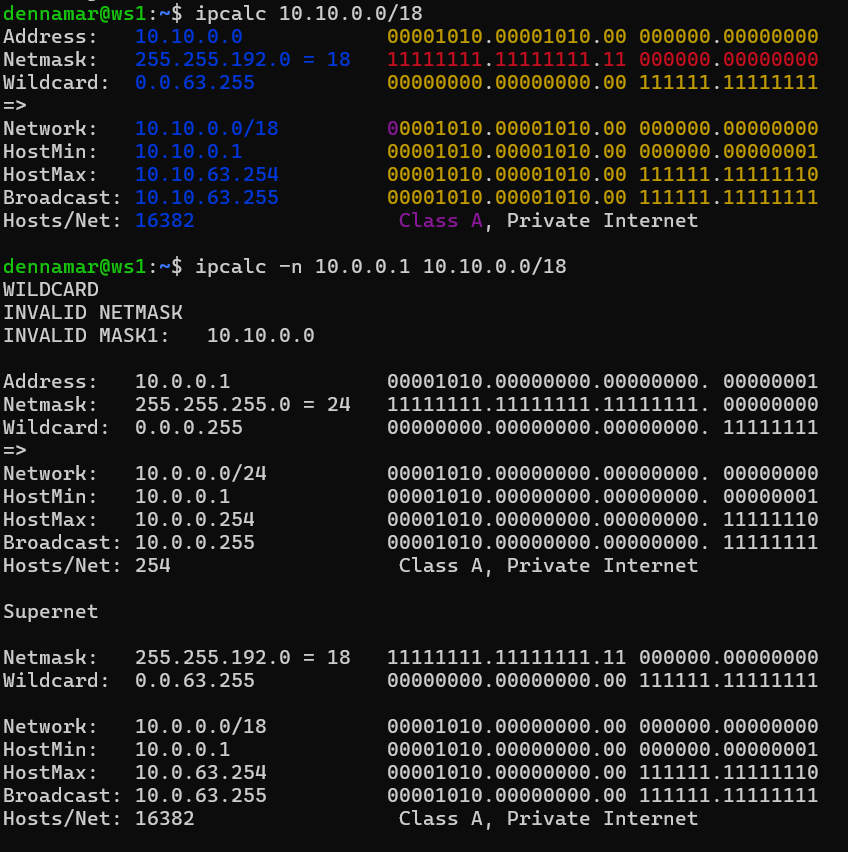 dennamar@ws1:~$ ipcalc 10.10.0.0/18
Address:   10.10.0.0            00001010.00001010.00 000000.00000000
Netmask:   255.255.192.0 = 18   11111111.11111111.11 000000.00000000
Wildcard:  0.0.63.255           00000000.00000000.00 111111.11111111
=>
Network:   10.10.0.0/18         00001010.00001010.00 000000.00000000
HostMin:   10.10.0.1            00001010.00001010.00 000000.00000001
HostMax:   10.10.63.254         00001010.00001010.00 111111.11111110
Broadcast: 10.10.63.255         00001010.00001010.00 111111.11111111
Hosts/Net: 16382                 Class A, Private Internet
dennamar@ws1:~$ ipcalc -n 10.0.0.1 10.10.0.0/18
WILDCARD
INVALID NETMASK
INVALID MASK1:   10.10.0.0
Address:   10.0.0.1             00001010.00000000.00000000. 00000001
Netmask:   255.255.255.0 = 24   11111111.11111111.11111111. 00000000
Wildcard:  0.0.0.255            00000000.00000000.00000000. 11111111
=>
Network:   10.0.0.0/24          00001010.00000000.00000000. 00000000
HostMin:   10.0.0.1             00001010.00000000.00000000. 00000001
HostMax:   10.0.0.254           00001010.00000000.00000000. 11111110
Broadcast: 10.0.0.255           00001010.00000000.00000000. 11111111
Hosts/Net: 254                   Class A, Private Internet
Supernet
Netmask:   255.255.192.0 = 18   11111111.11111111.11 000000.00000000
Wildcard:  0.0.63.255           00000000.00000000.00 111111.11111111
Network:   10.0.0.0/18          00001010.00000000.00 000000.00000000
HostMin:   10.0.0.1             00001010.00000000.00 000000.00000001
HostMax:   10.0.63.254          00001010.00000000.00 111111.11111110
Broadcast: 10.0.63.255          00001010.00000000.00 111111.11111111
Hosts/Net: 16382                 Class A, Private Internet